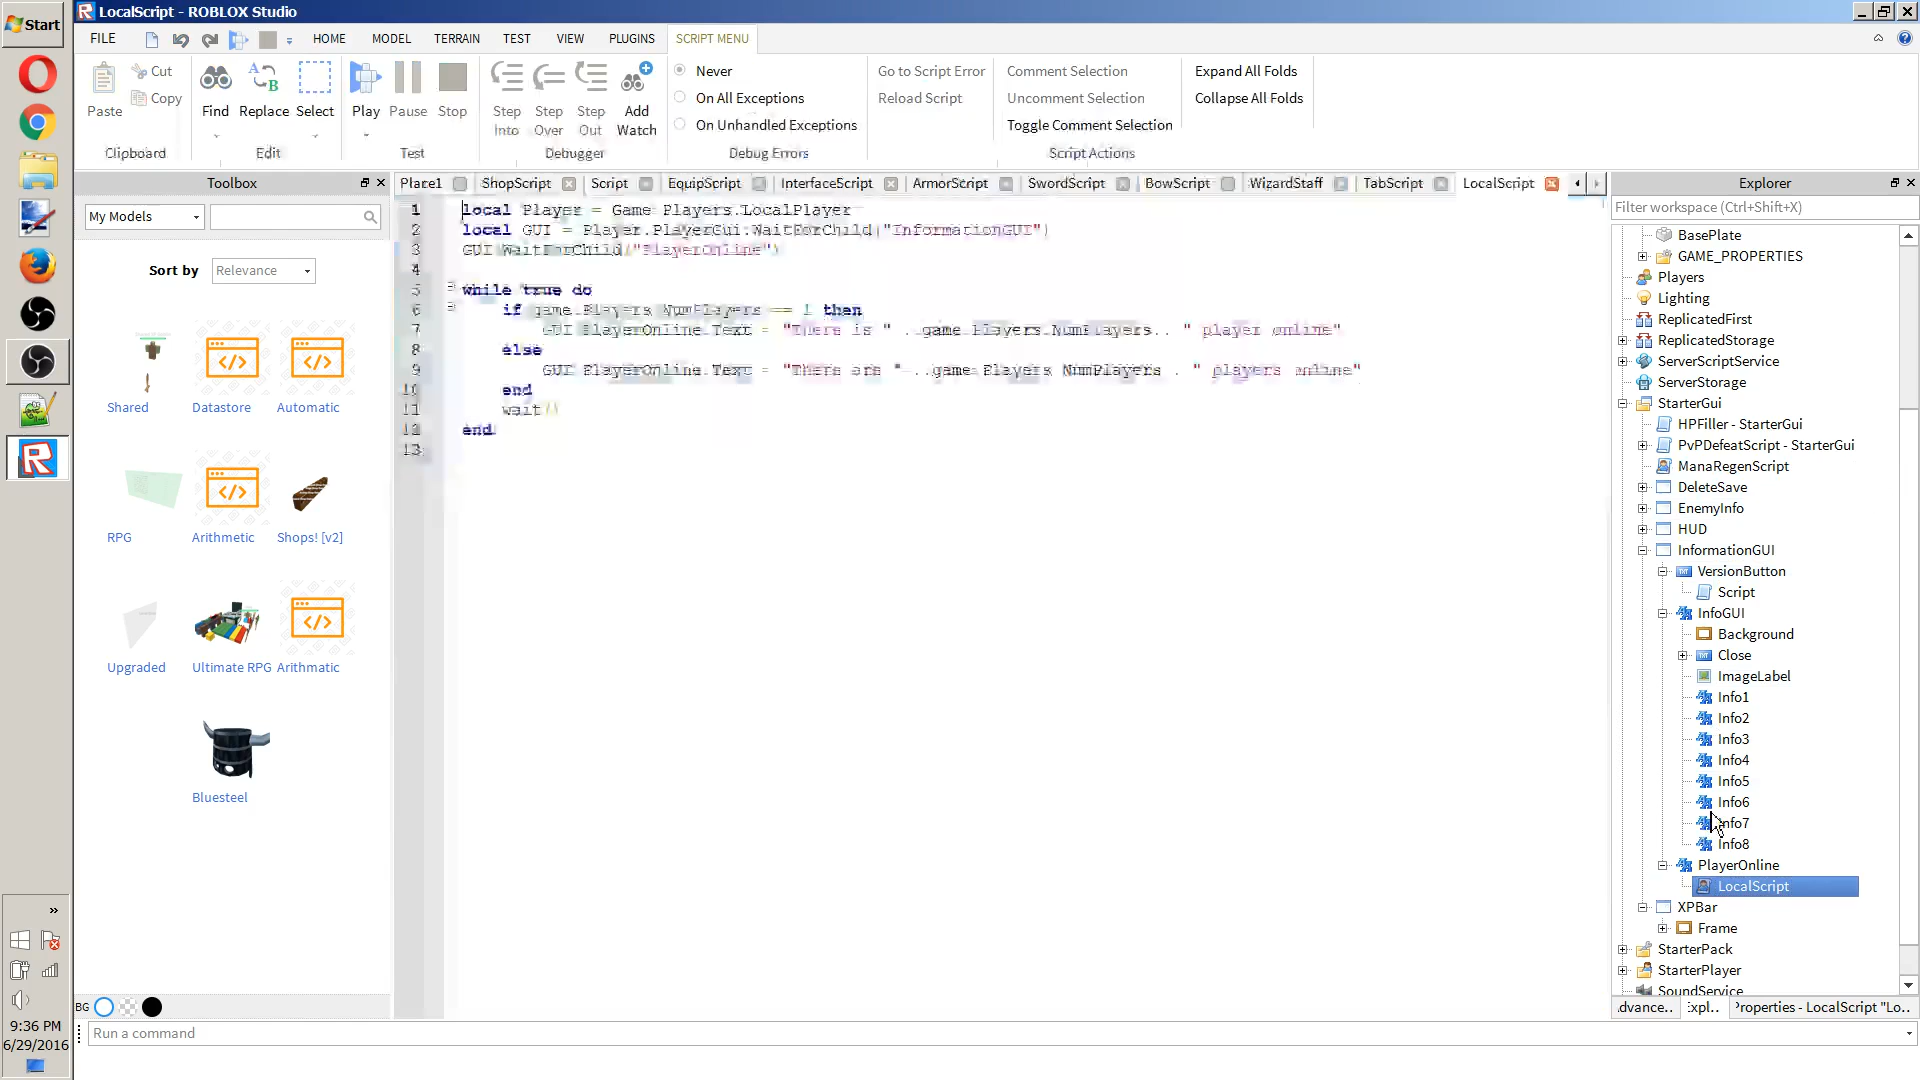 Start
LocalScript - ROBLOX Studio
FILE HOME MODEL TERRAIN TEST VIEW PLUGINS SCRIPT MENU
Paste Cut Copy Find Replace Select Play Pause Stop Step Into Step Over Step Out Add Watch
Never
On All Exceptions
On Unhandled Exceptions
Go to Script Error
Reload Script
Comment Selection
Uncomment Selection
Toggle Comment Selection
Expand All Folds
Collapse All Folds
Clipboard Edit Test Debugger Debug Errors Script Actions
Toolbox
My Models
Sort by Relevance
Shared Datastore Automatic
RPG Arithmetic Shops! [v2]
Upgraded Ultimate RPG Arithmatic
Bluesteel
BG
Place1 ShopScript Script EquipScript InterfaceScript ArmorScript SwordScript BowScript WizardStaff TabScript LocalScript
1 local Player = Game Players.LocalPlayer
2 local GUI = Player.PlayerGui:WaitForChild("InformationGUI")
3 GUI WaitForChild("PlayerOnline")
4
5 while true do
6 if game.Players NumPlayers == 1 then
7 GUI PlayerOnline.Text = "There is " ..game Players.NumPlayers.. " player online"
8 else
9 GUI PlayerOnline.Text = "There are " ..game Players NumPlayers . " players online"
10 end
11 wait()
12 end
13
Explorer
Filter workspace (Ctrl+Shift+X)
BasePlate
GAME_PROPERTIES
Players
Lighting
ReplicatedFirst
ReplicatedStorage
ServerScriptService
ServerStorage
StarterGui
HPFiller - StarterGui
PvPDefeatScript - StarterGui
ManaRegenScript
DeleteSave
EnemyInfo
HUD
InformationGUI
VersionButton
Script
InfoGUI
Background
Close
ImageLabel
Info1
Info2
Info3
Info4
Info5
Info6
Info7
Info8
PlayerOnline
LocalScript
XPBar
Frame
StarterPack
StarterPlayer
SoundService
dvance.. Expl.. Properties - LocalScript "Lo...
Run a command
9:36 PM
6/29/2016